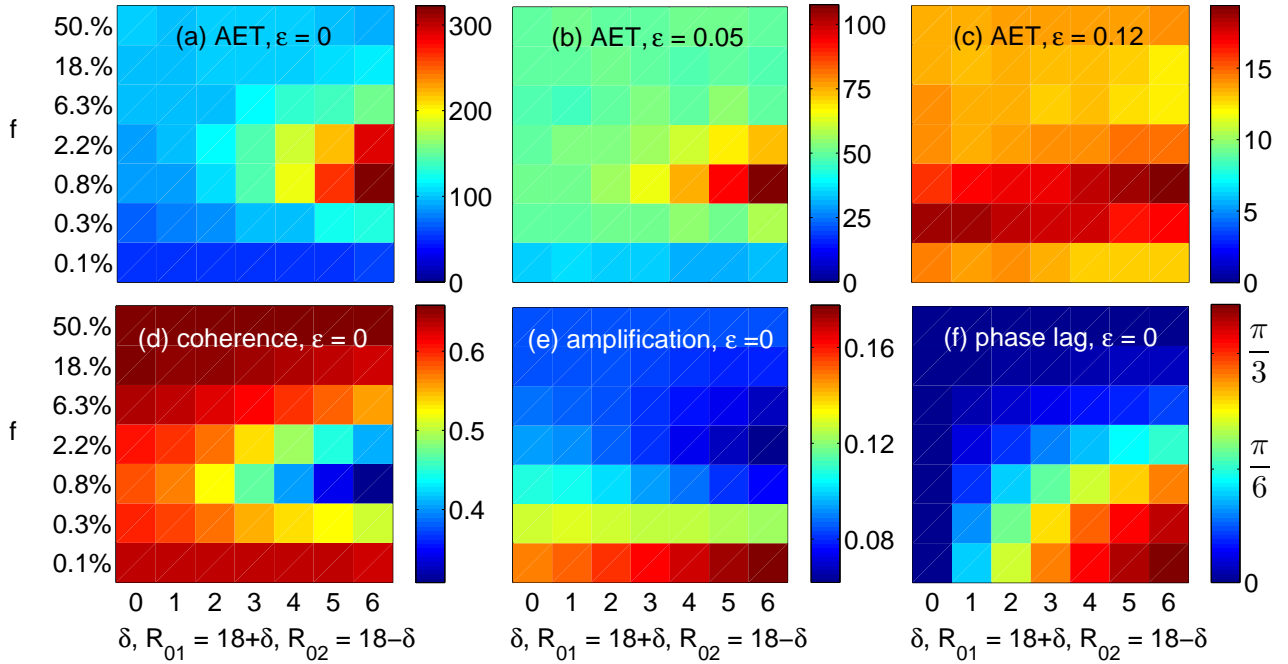 50.%
18.%
6.3%
2.2%
0.8%
0.3%
0.1%
f
(a) AET, ε = 0
300
200
100
0
(b) AET, ε = 0.05
100
75
50
25
0
(c) AET, ε = 0.12
15
10
5
0
50.%
18.%
6.3%
2.2%
0.8%
0.3%
0.1%
f
(d) coherence, ε = 0
0.6
0.5
0.4
(e) amplification, ε =0
0.16
0.12
0.08
(f) phase lag, ε = 0
π/3
π/6
0
0 1 2 3 4 5 6
0 1 2 3 4 5 6
0 1 2 3 4 5 6
δ, R₀₁ = 18+δ, R₀₂ = 18−δ
δ, R₀₁ = 18+δ, R₀₂ = 18−δ
δ, R₀₁ = 18+δ, R₀₂ = 18−δ